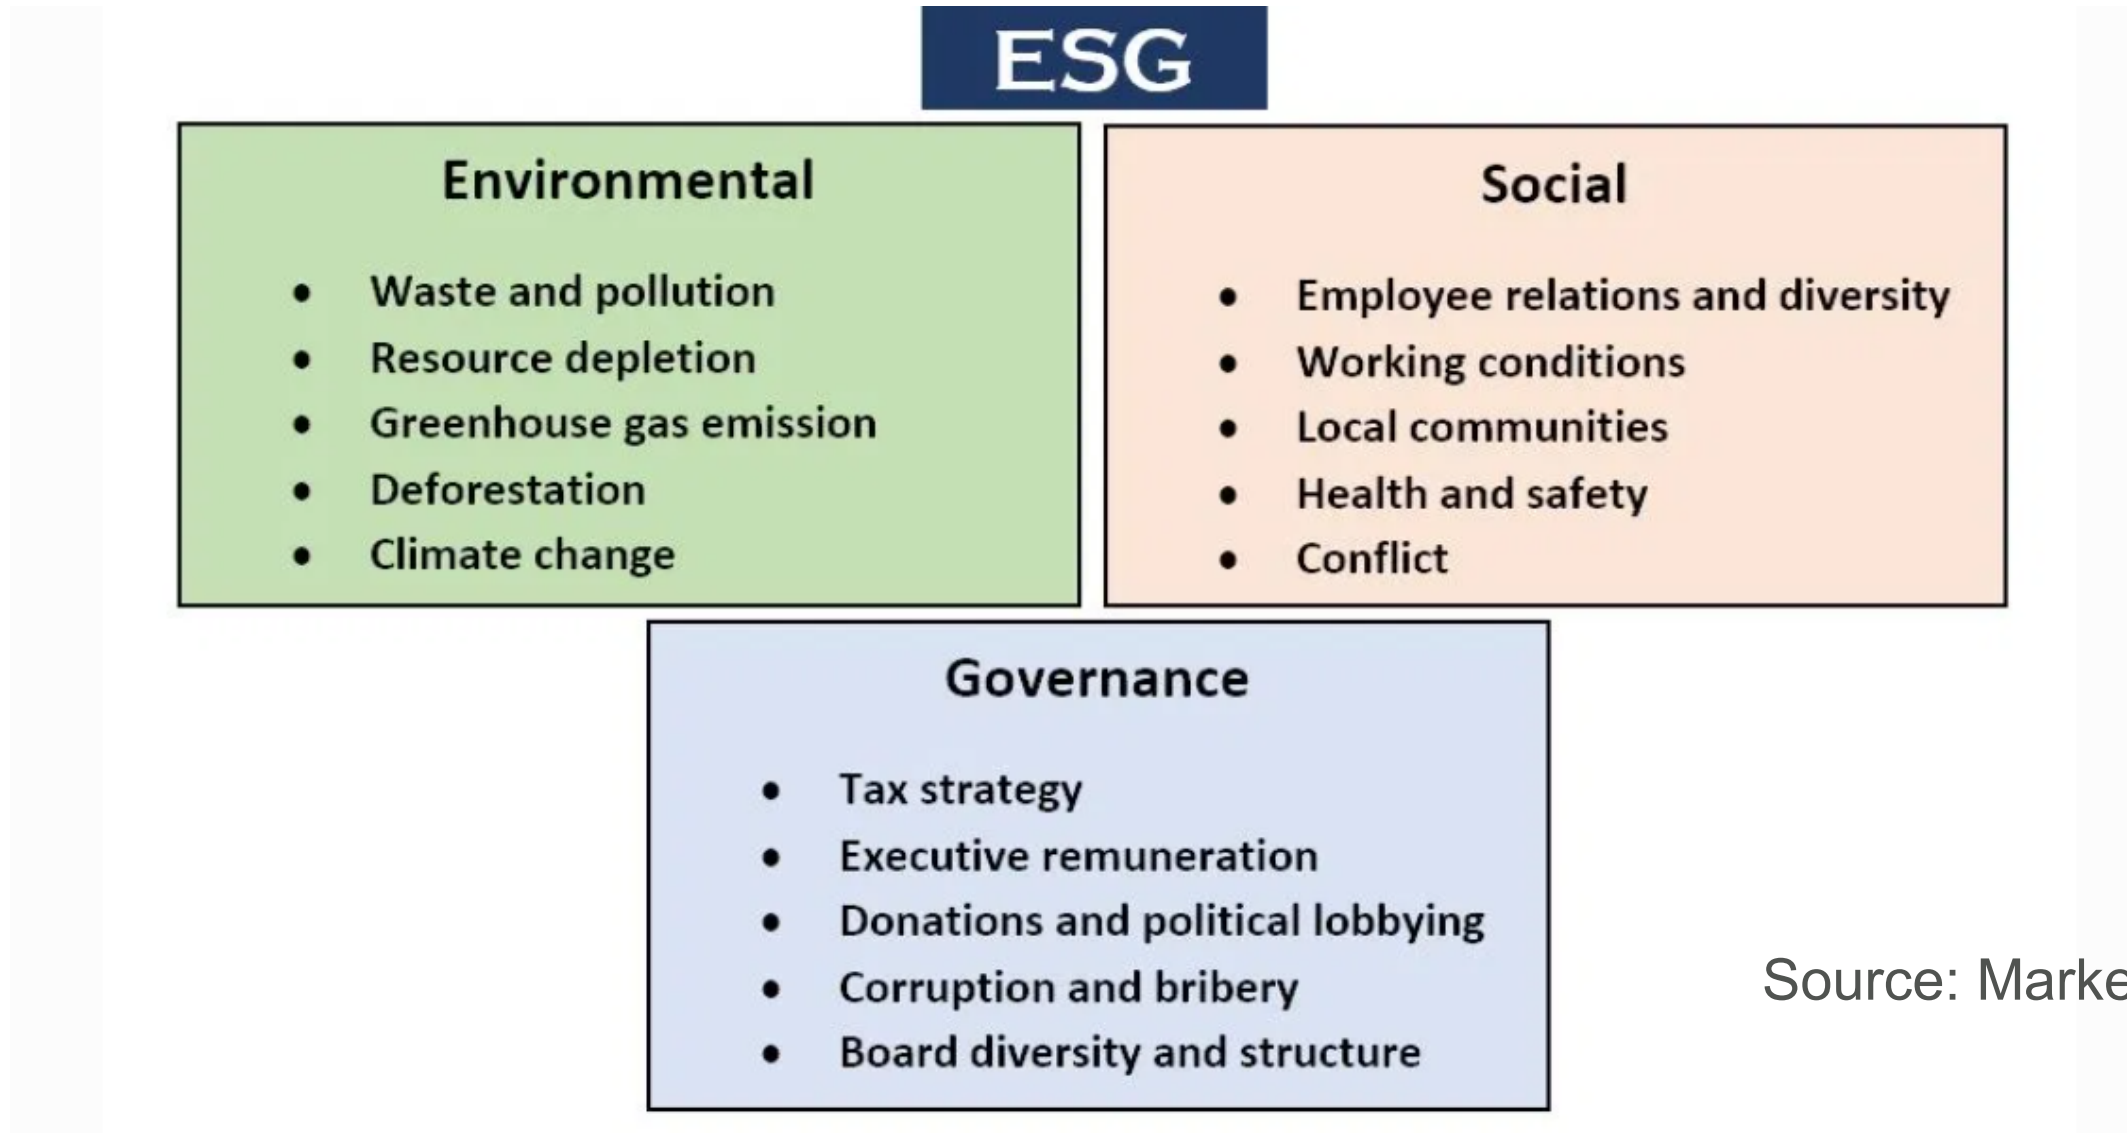 ESG
Environmental
• Waste and pollution
• Resource depletion
• Greenhouse gas emission
• Deforestation
• Climate change
Social
• Employee relations and diversity
• Working conditions
• Local communities
• Health and safety
• Conflict
Governance
• Tax strategy
• Executive remuneration
• Donations and political lobbying
• Corruption and bribery
• Board diversity and structure
Source: